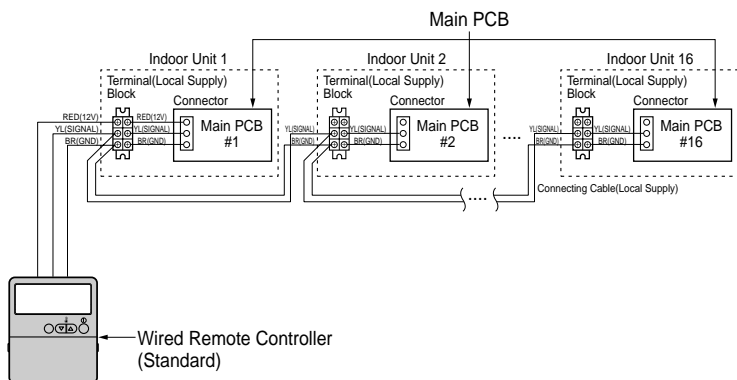 Main PCB
Indoor Unit 1
Indoor Unit 2
Indoor Unit 16
Terminal(Local Supply)
Block
Connector
Terminal(Local Supply)
Block
Connector
Terminal(Local Supply)
Block
Connector
RED(12V)
RED(12V)
YL(SIGNAL)
YL(SIGNAL)
BR(GND)
BR(GND)
Main PCB
#1
YL(SIGNAL)
YL(SIGNAL)
BR(GND)
BR(GND)
Main PCB
#2
....
YL(SIGNAL)
YL(SIGNAL)
BR(GND)
BR(GND)
Main PCB
#16
....
Connecting Cable(Local Supply)
Wired Remote Controller
(Standard)